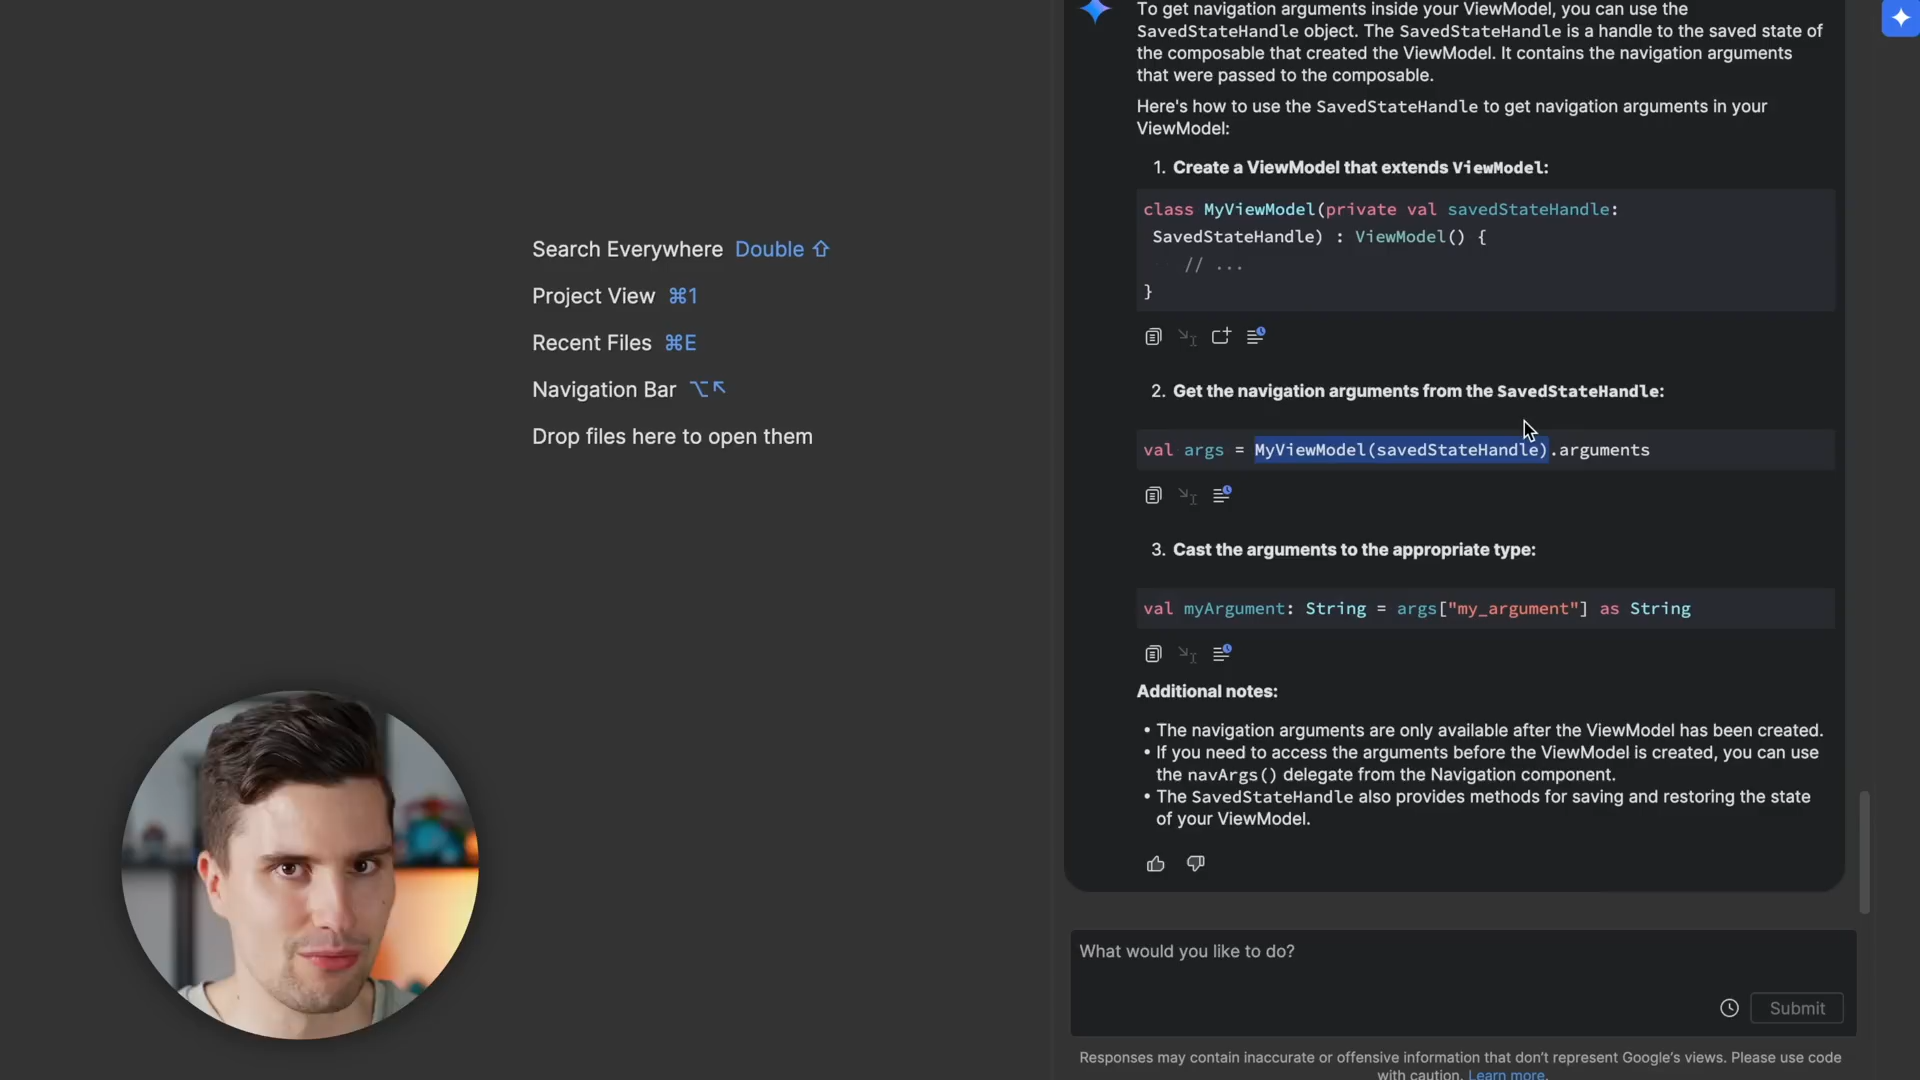 To get navigation arguments inside your ViewModel, you can use the
SavedStateHandle object. The SavedStateHandle is a handle to the saved state of
the composable that created the ViewModel. It contains the navigation arguments
that were passed to the composable.
Here's how to use the SavedStateHandle to get navigation arguments in your
ViewModel:
1. Create a ViewModel that extends ViewModel:
class MyViewModel(private val savedStateHandle:
SavedStateHandle) : ViewModel() {
// ...
}
2. Get the navigation arguments from the SavedStateHandle:
val args = MyViewModel(savedStateHandle).arguments
3. Cast the arguments to the appropriate type:
val myArgument: String = args["my_argument"] as String
Additional notes:
• The navigation arguments are only available after the ViewModel has been created.
• If you need to access the arguments before the ViewModel is created, you can use
the navArgs() delegate from the Navigation component.
• The SavedStateHandle also provides methods for saving and restoring the state
of your ViewModel.
What would you like to do?
Submit
Responses may contain inaccurate or offensive information that don't represent Google's views. Please use code
with caution. Learn more.
Search Everywhere Double ⇧
Project View ⌘1
Recent Files ⌘E
Navigation Bar ⌥↖
Drop files here to open them